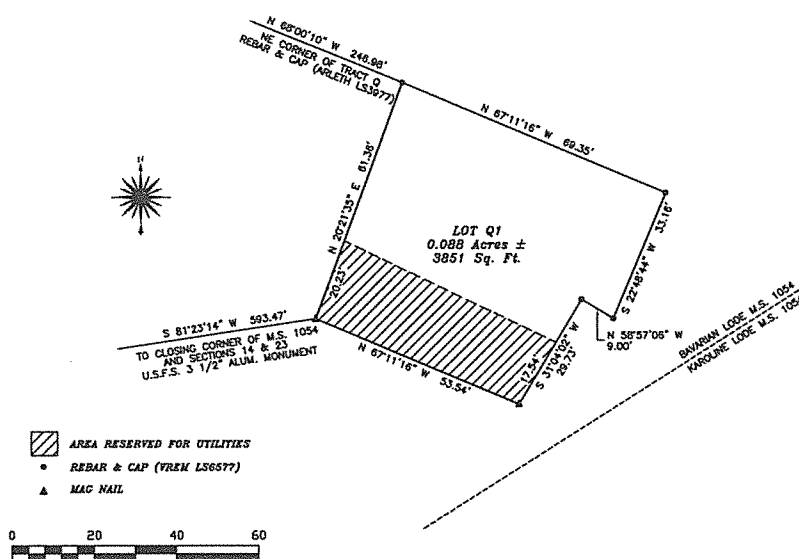 N 68°00'10" W 246.98'
NE CORNER OF TRACT Q
REBAR & CAP (ARLETH LS3977)
N 67°11'16" W 69.35'
N
N 20°21'35" E 61.38'
LOT Q1
0.088 Acres ±
3851 Sq. Ft.
S 22°48'44" W 33.16'
20.23'
S 81°23'14" W 593.47'
TO CLOSING CORNER OF M.S. 1054
AND SECTIONS 14 & 23
U.S.F.S. 3 1/2" ALUM. MONUMENT
N 67°11'16" W 53.54'
17.54'
S 31°04'02" W
29.73'
N 58°57'06" W
9.00'
BAVARIAN LODE M.S. 1054
KAROLINE LODE M.S. 1054
AREA RESERVED FOR UTILITIES
REBAR & CAP (VREM LS6577)
MAG NAIL
0 20 40 60